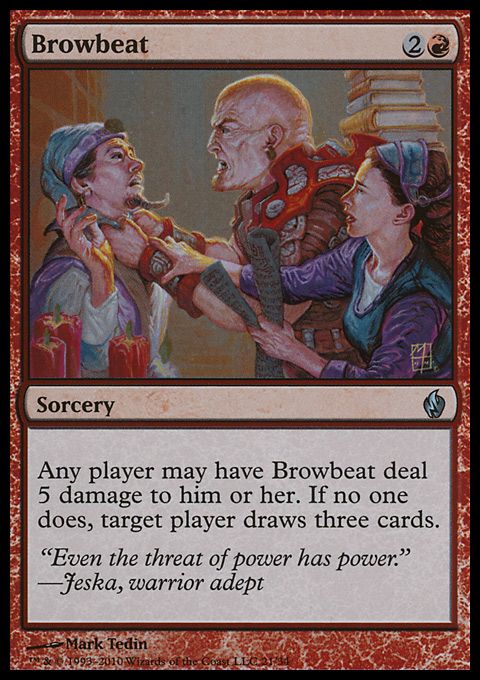 Browbeat 2
Sorcery
Any player may have Browbeat deal
5 damage to him or her. If no one
does, target player draws three cards.
“Even the threat of power has power.”
—Jeska, warrior adept
Mark Tedin
™ & © 1993-2010 Wizards of the Coast LLC 21/34